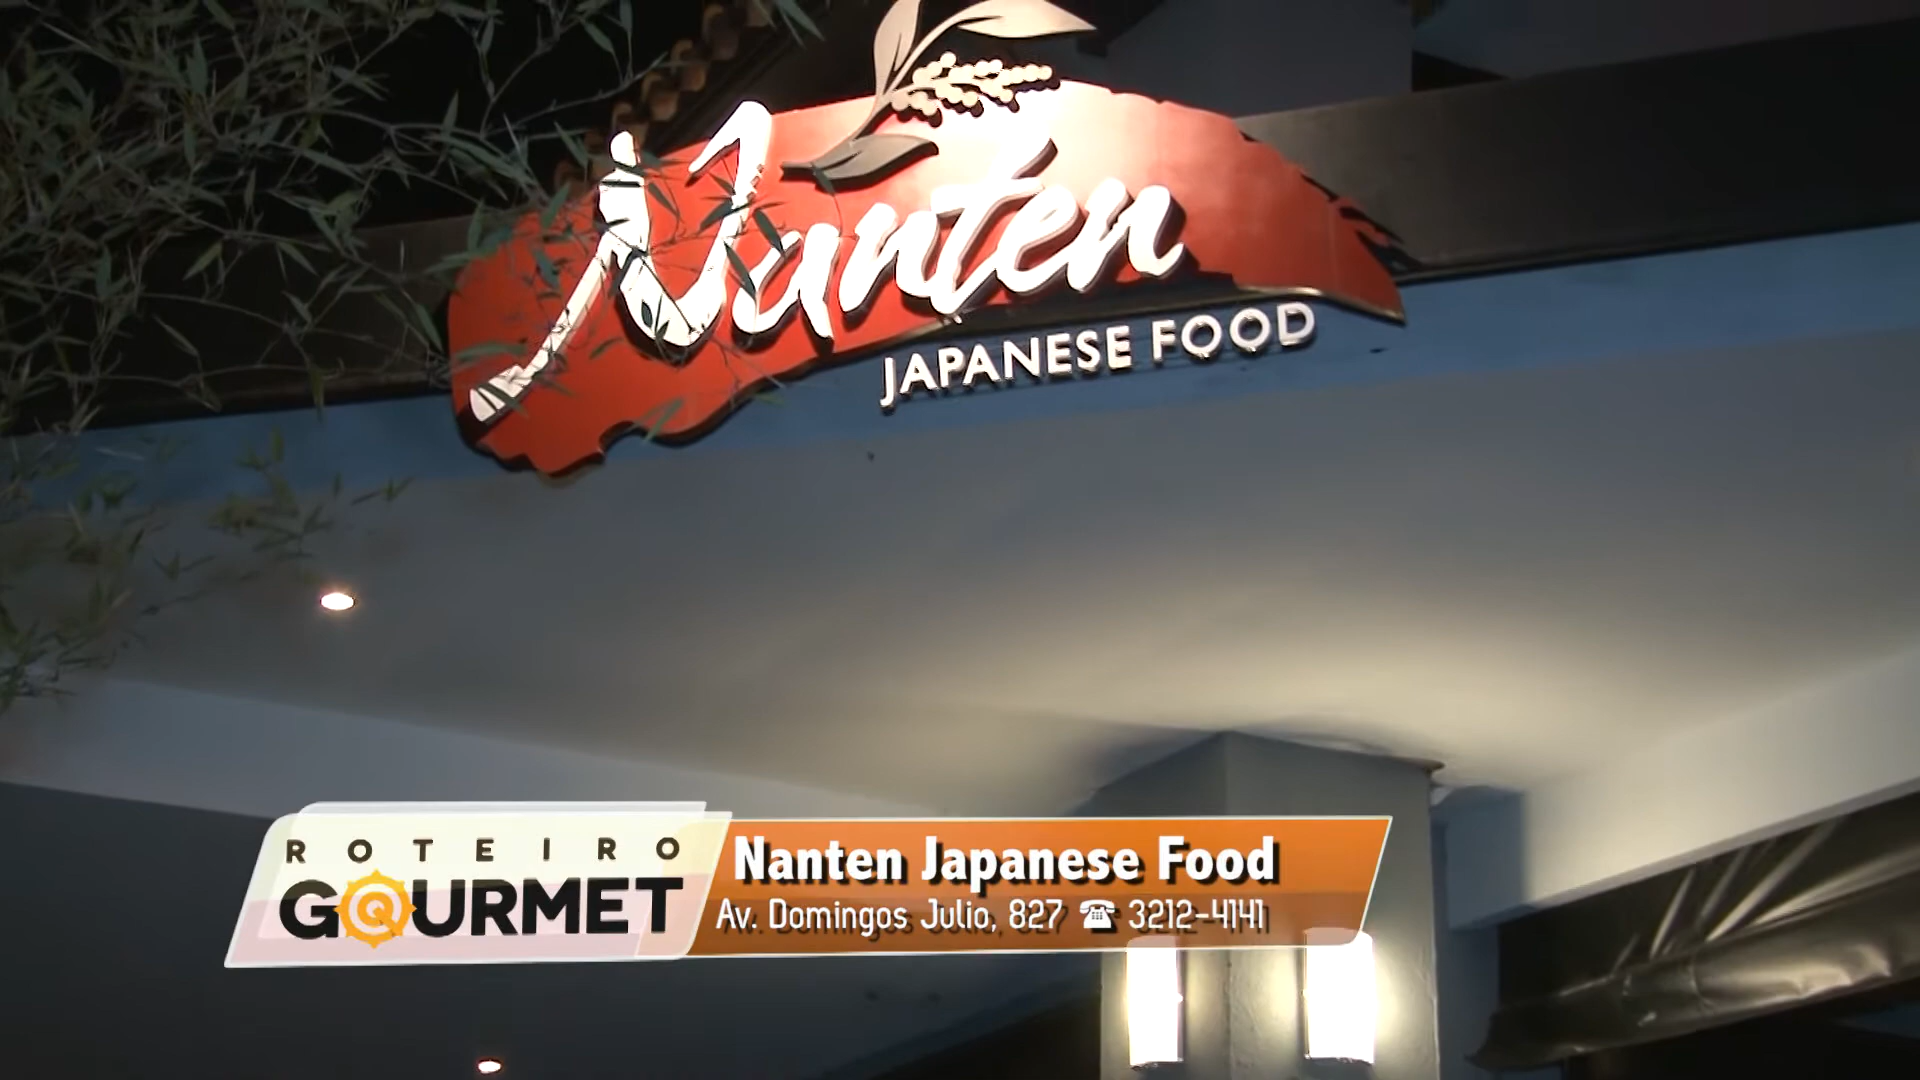 Nanten
JAPANESE FOOD
ROTEIRO
GOURMET
Nanten Japanese Food
Av. Domingos Julio, 827 ☎ 3212-4141